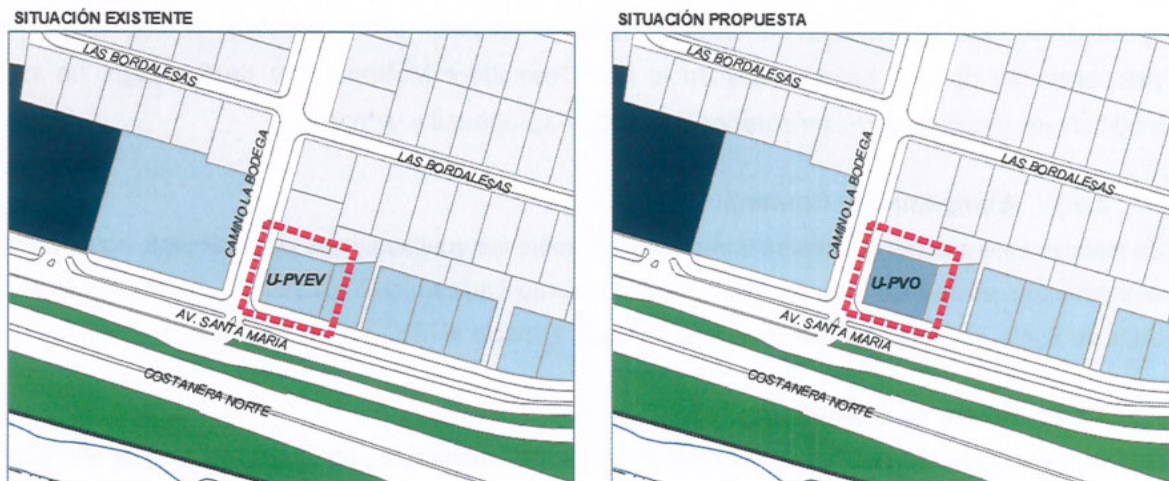 SITUACIÓN EXISTENTE
LAS BORDALESAS
CAMINO LA BODEGA
LAS BORDALESAS
U-PVEV
AV. SANTA MARIA
COSTANERA NORTE
SITUACIÓN PROPUESTA
LAS BORDALESAS
CAMINO LA BODEGA
LAS BORDALESAS
U-PVO
AV. SANTA MARIA
COSTANERA NORTE